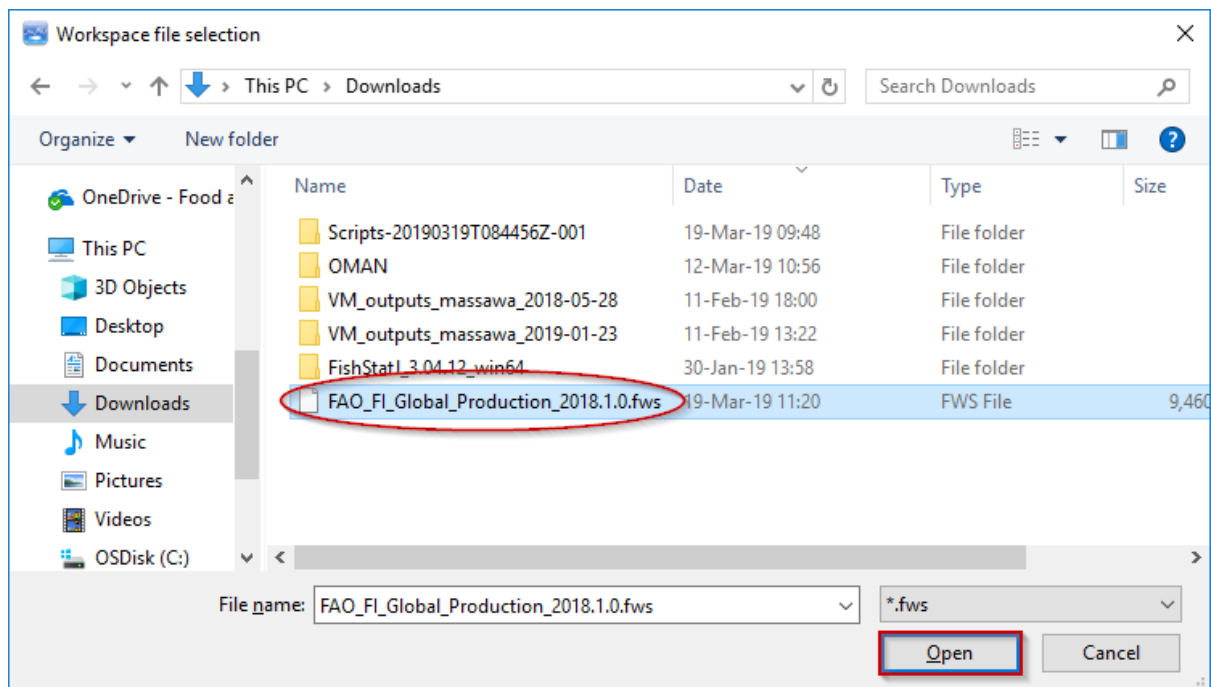 Workspace file selection
This PC > Downloads
Search Downloads
Organize
New folder
Name
Date
Type
Size
OneDrive - Food a
This PC
3D Objects
Desktop
Documents
Downloads
Music
Pictures
Videos
OSDisk (C:)
Scripts-20190319T084456Z-001 19-Mar-19 09:48 File folder
OMAN 12-Mar-19 10:56 File folder
VM_outputs_massawa_2018-05-28 11-Feb-19 18:00 File folder
VM_outputs_massawa_2019-01-23 11-Feb-19 13:22 File folder
FishStatJ_3.04.12_win64 30-Jan-19 13:58 File folder
FAO_FI_Global_Production_2018.1.0.fws 19-Mar-19 11:20 FWS File 9,460
File name: FAO_FI_Global_Production_2018.1.0.fws
*.fws
Open
Cancel